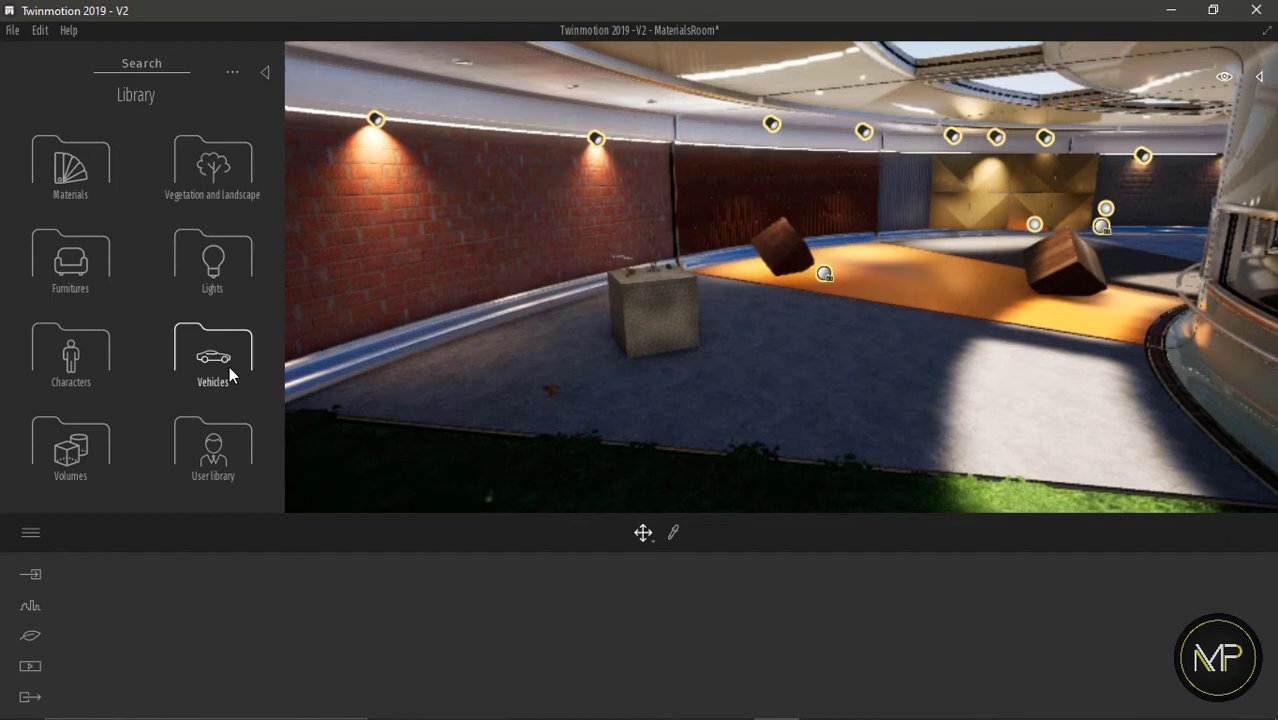 Twinmotion 2019 - V2
File Edit Help
Twinmotion 2019 -V2 - MaterialsRoom*
Search
...
Library
Materials
Vegetation and landscape
Furnitures
Lights
Characters
Vehicles
Volumes
User library
MP